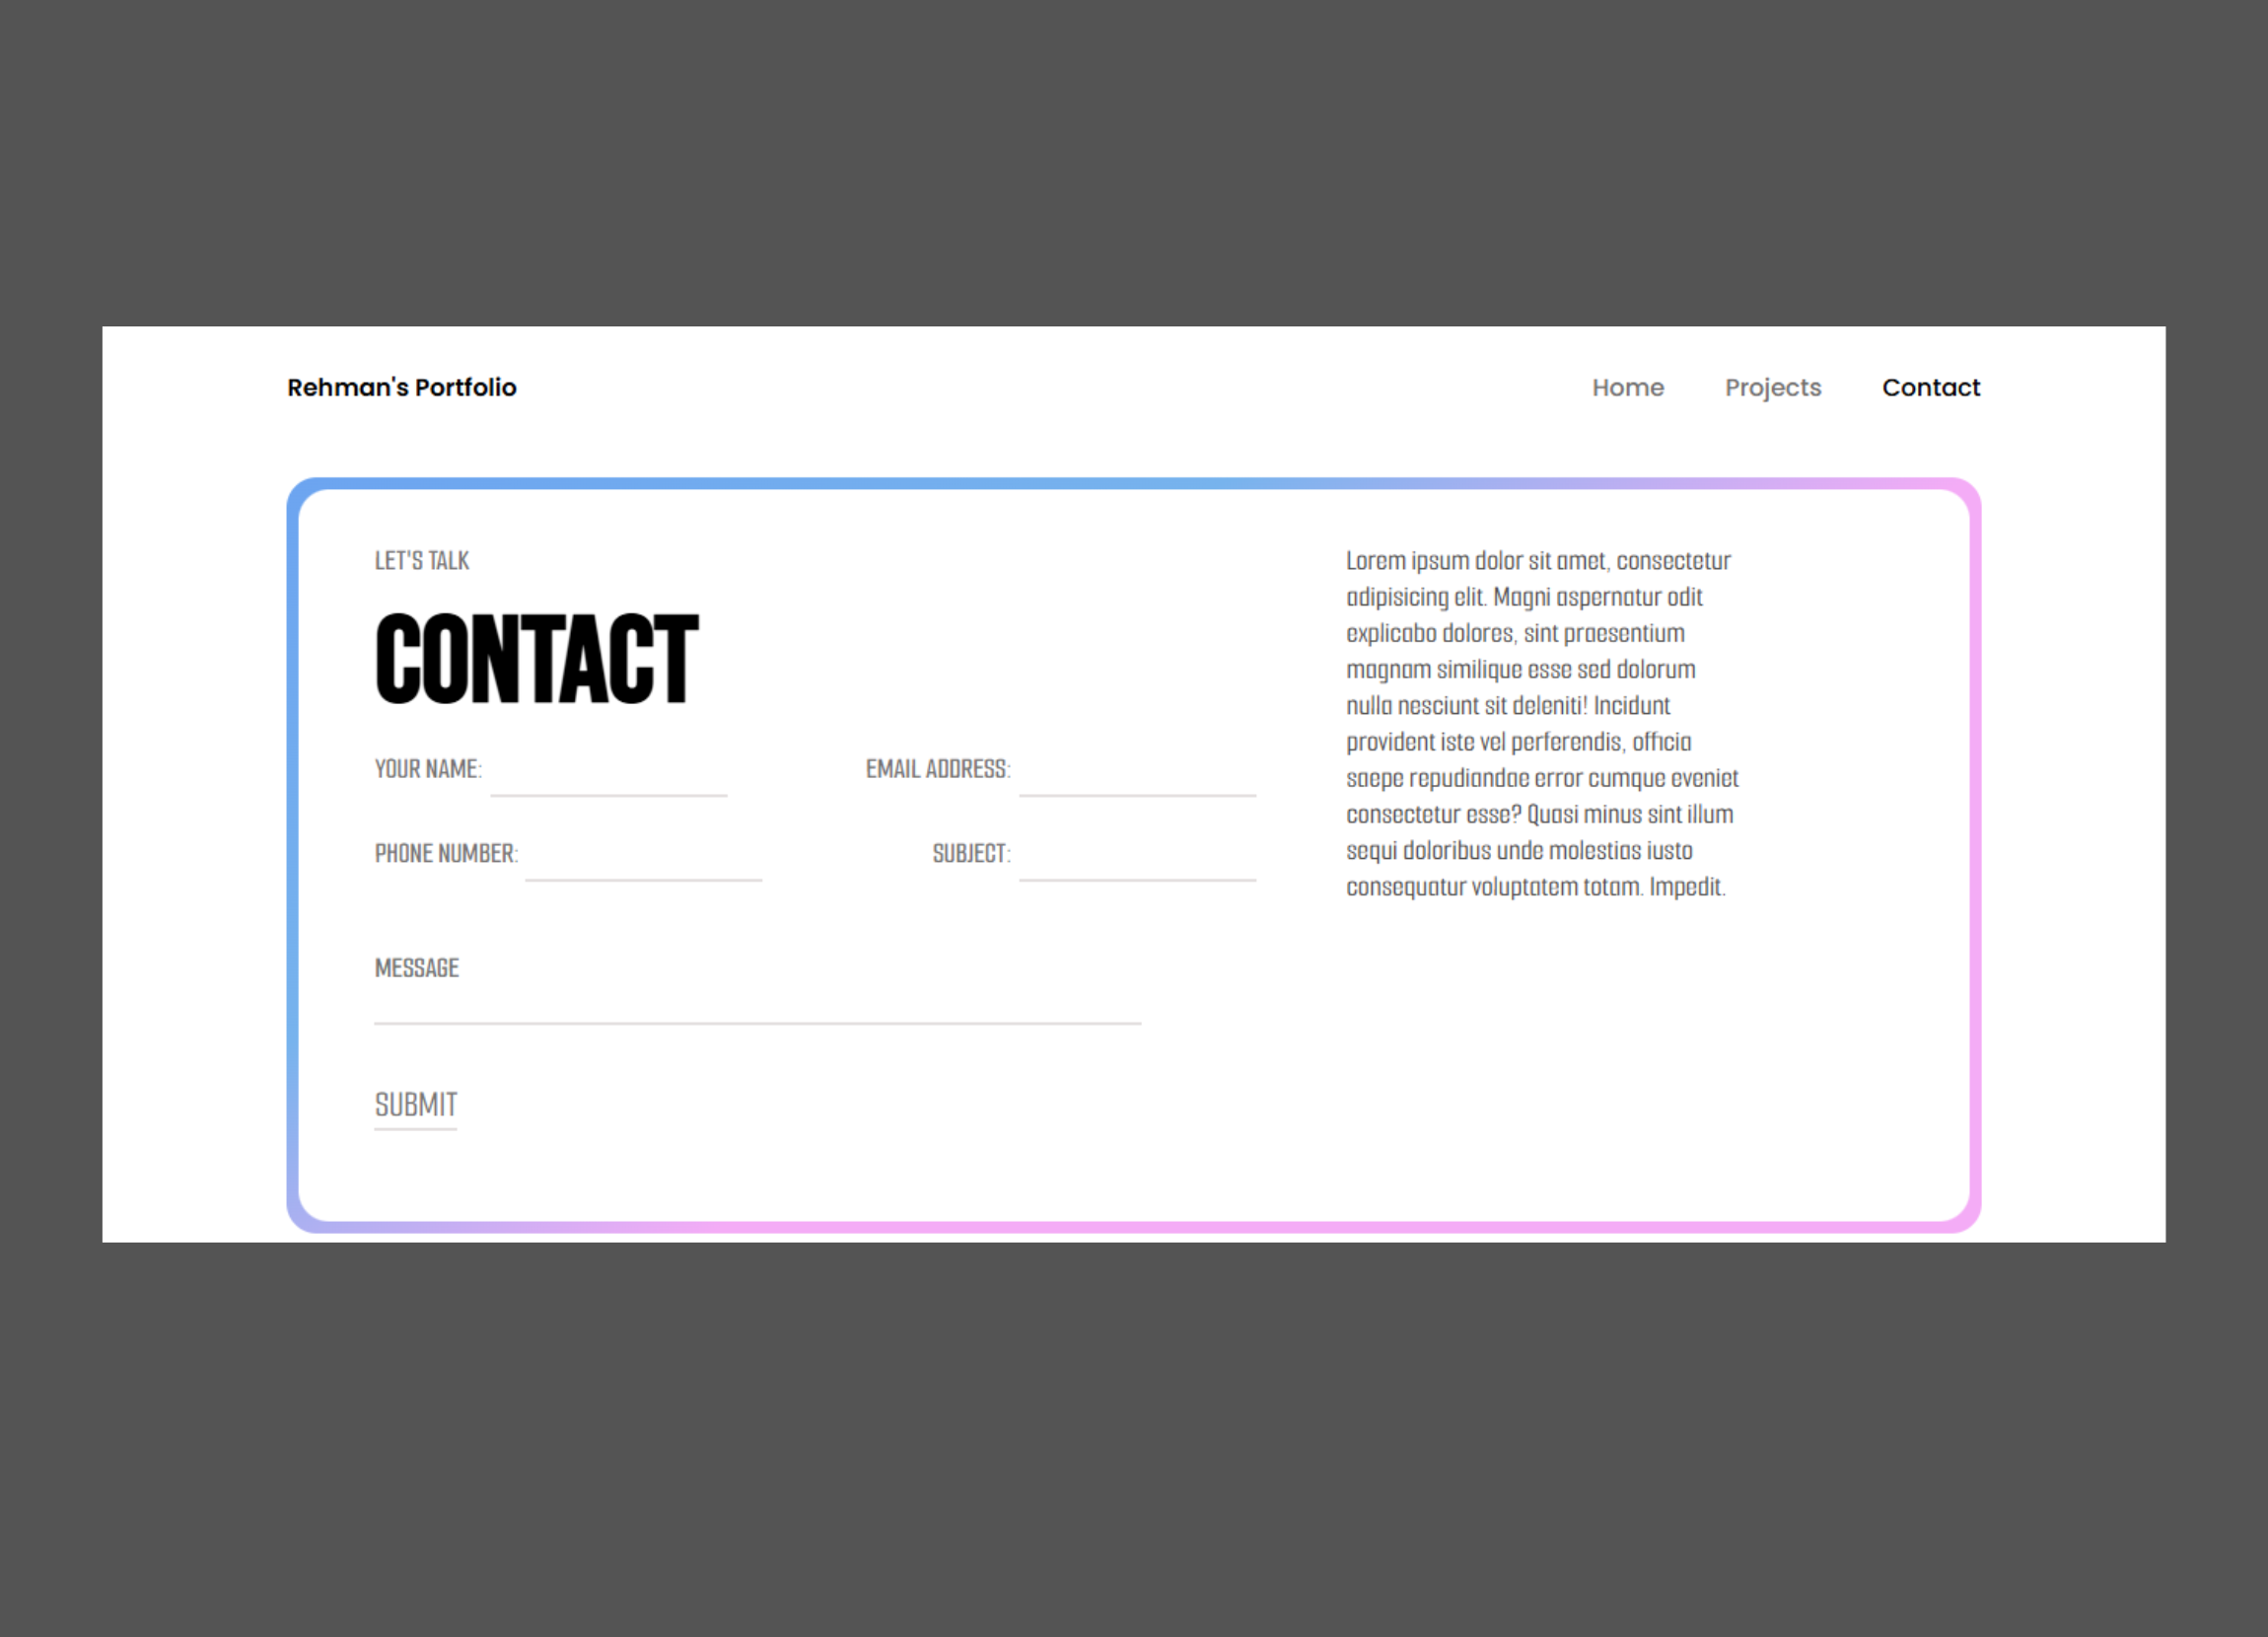 Rehman's Portfolio
Home Projects Contact
LET'S TALK
CONTACT
YOUR NAME: EMAIL ADDRESS:
PHONE NUMBER: SUBJECT:
MESSAGE
SUBMIT
Lorem ipsum dolor sit amet, consectetur
adipisicing elit. Magni aspernatur odit
explicabo dolores, sint praesentium
magnam similique esse sed dolorum
nulla nesciunt sit deleniti! Incidunt
provident iste vel perferendis, officia
saepe repudiandae error cumque eveniet
consectetur esse? Quasi minus sint illum
sequi doloribus unde molestias iusto
consequatur voluptatem totam. Impedit.